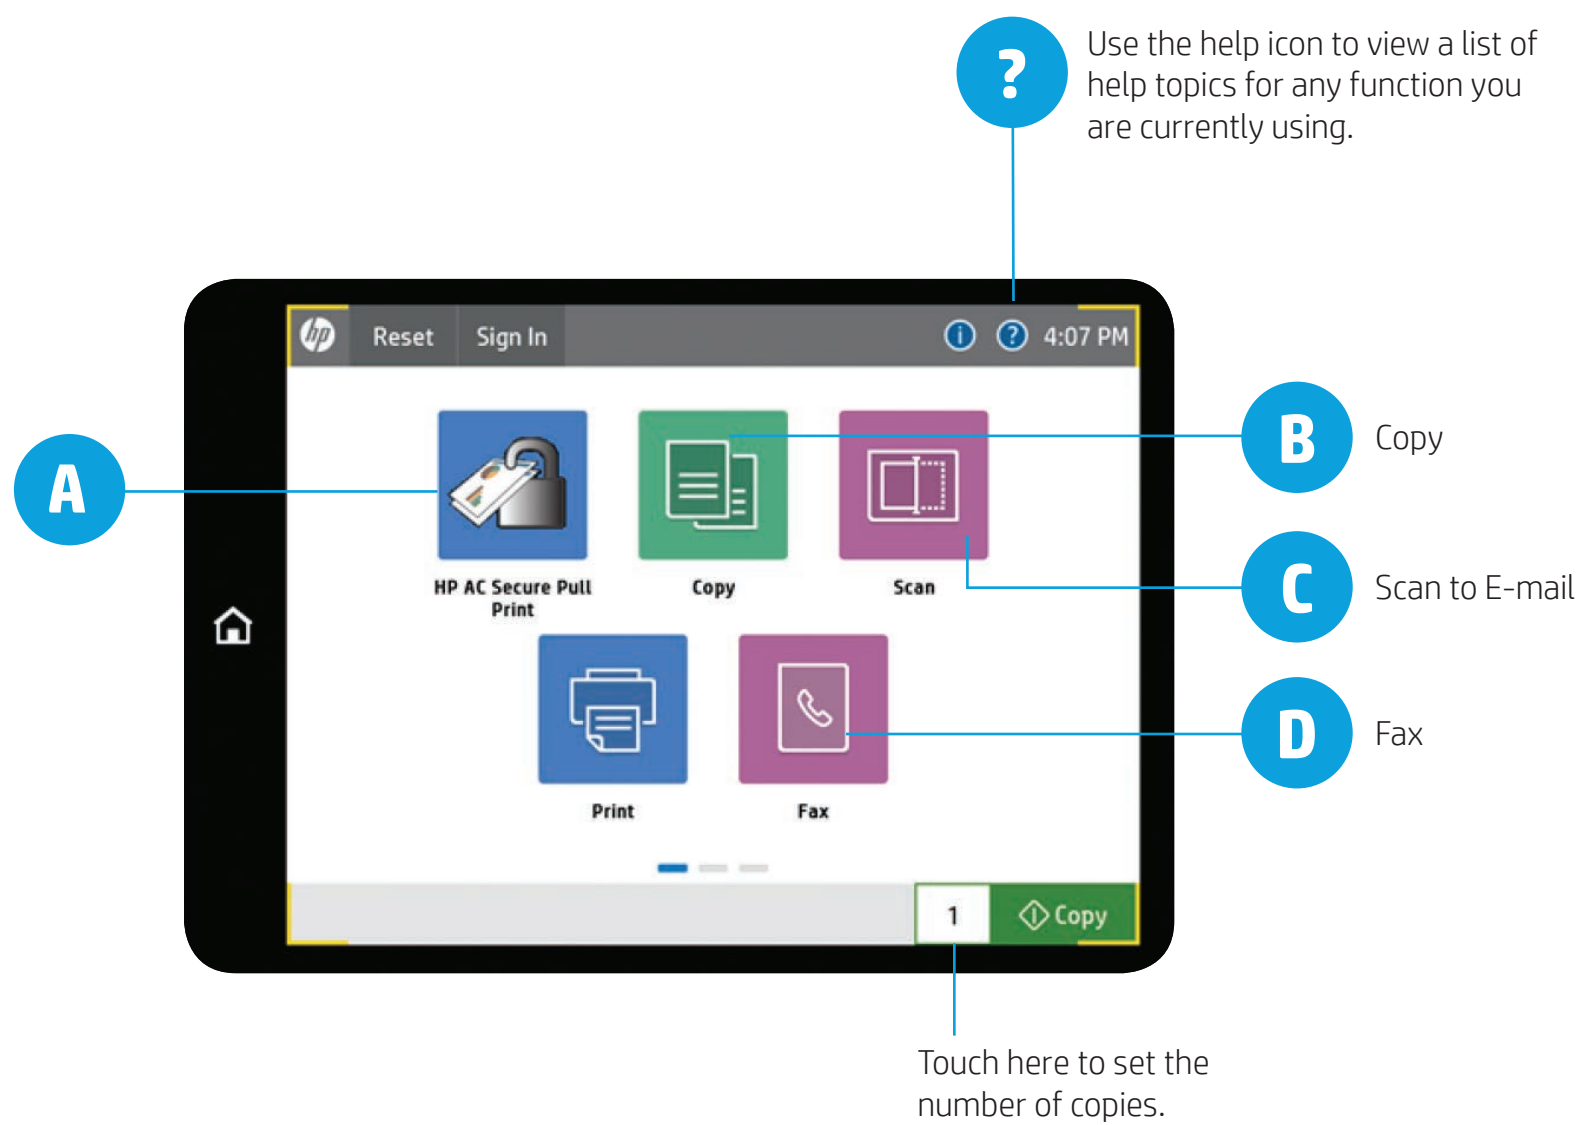 ?
Use the help icon to view a list of
help topics for any function you
are currently using.
hp
Reset
Sign In
i
?
4:07 PM
A
B
Copy
HP AC Secure Pull
Print
Copy
Scan
C
Scan to E-mail
D
Fax
Print
Fax
1
Copy
Touch here to set the
number of copies.